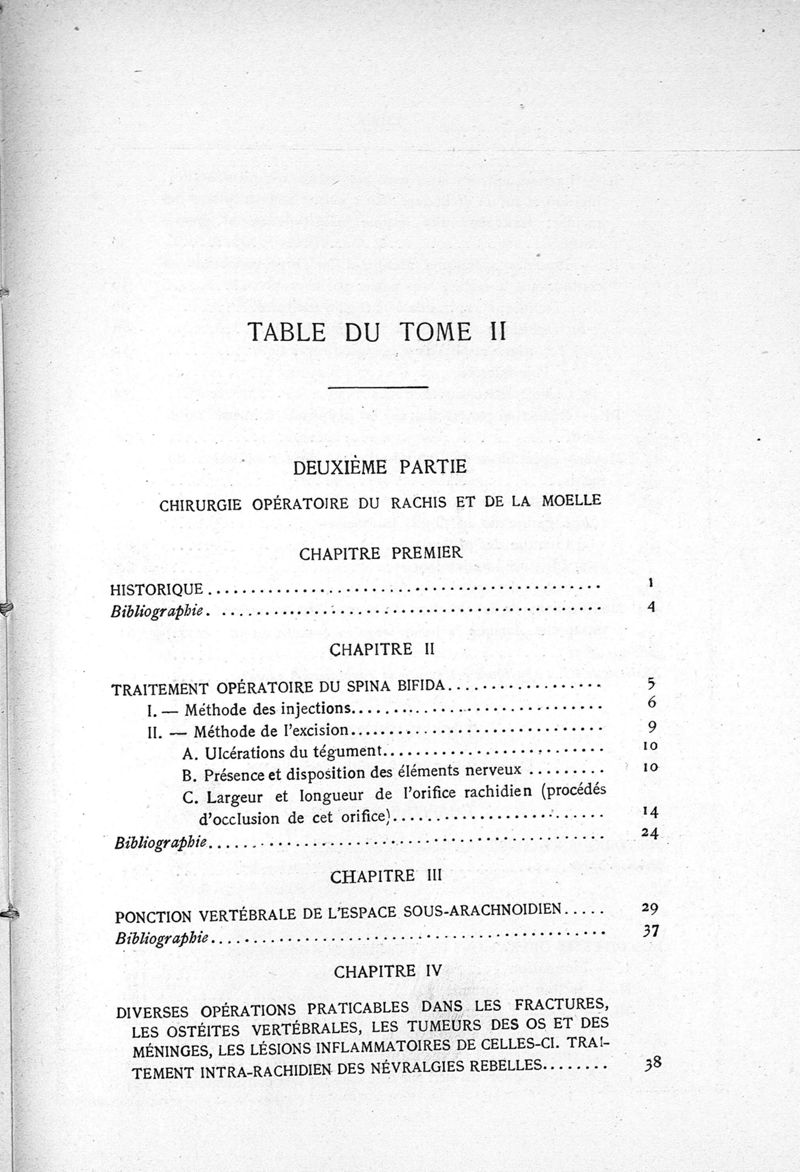 TABLE DU TOME II
DEUXIÈME PARTIE
CHIRURGIE OPÉRATOIRE DU RACHIS ET DE LA MOELLE
CHAPITRE PREMIER
HISTORIQUE ........................................ 1
Bibliographie. ........................................ 4
CHAPITRE II
TRAITEMENT OPÉRATOIRE DU SPINA BIFIDA.................. 5
I. — Méthode des injections............................. 6
II. — Méthode de l'excision............................. 9
A. Ulcérations du tégument......................... 10
B. Présence et disposition des éléments nerveux ......... 10
C. Largeur et longueur de l'orifice rachidien (procédés
d'occlusion de cet orifice)........................ 14
Bibliographie........................................ 24
CHAPITRE III
PONCTION VERTÉBRALE DE L'ESPACE SOUS-ARACHNOIDIEN..... 29
Bibliographie........................................ 37
CHAPITRE IV
DIVERSES OPÉRATIONS PRATICABLES DANS LES FRACTURES,
LES OSTÉITES VERTÉBRALES, LES TUMEURS DES OS ET DES
MÉNINGES, LES LÉSIONS INFLAMMATOIRES DE CELLES-CI. TRAI-
TEMENT INTRA-RACHIDIEN DES NÉVRALGIES REBELLES........ 38